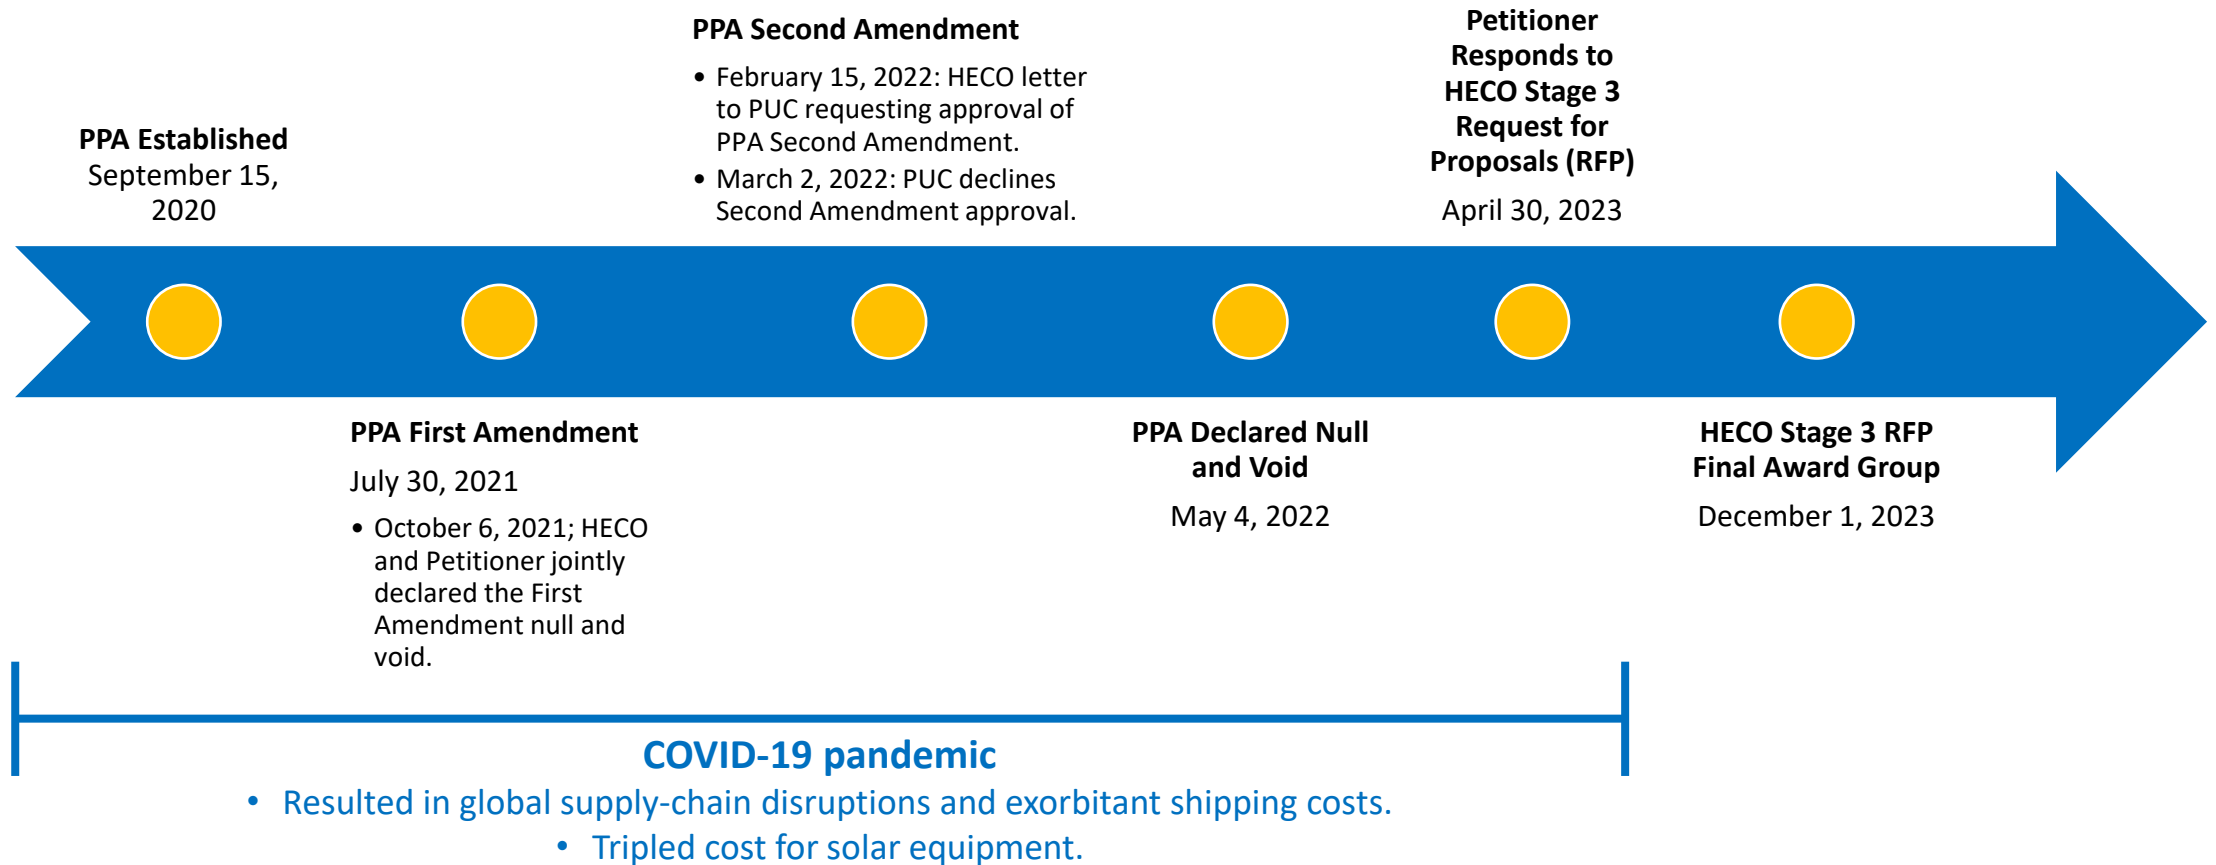 PPA Established
September 15,
2020
PPA First Amendment
July 30, 2021
• October 6, 2021; HECO
and Petitioner jointly
declared the First
Amendment null and
void.
PPA Second Amendment
• February 15, 2022: HECO letter
to PUC requesting approval of
PPA Second Amendment.
• March 2, 2022: PUC declines
Second Amendment approval.
PPA Declared Null
and Void
May 4, 2022
Petitioner
Responds to
HECO Stage 3
Request for
Proposals (RFP)
April 30, 2023
HECO Stage 3 RFP
Final Award Group
December 1, 2023
COVID-19 pandemic
• Resulted in global supply-chain disruptions and exorbitant shipping costs.
• Tripled cost for solar equipment.